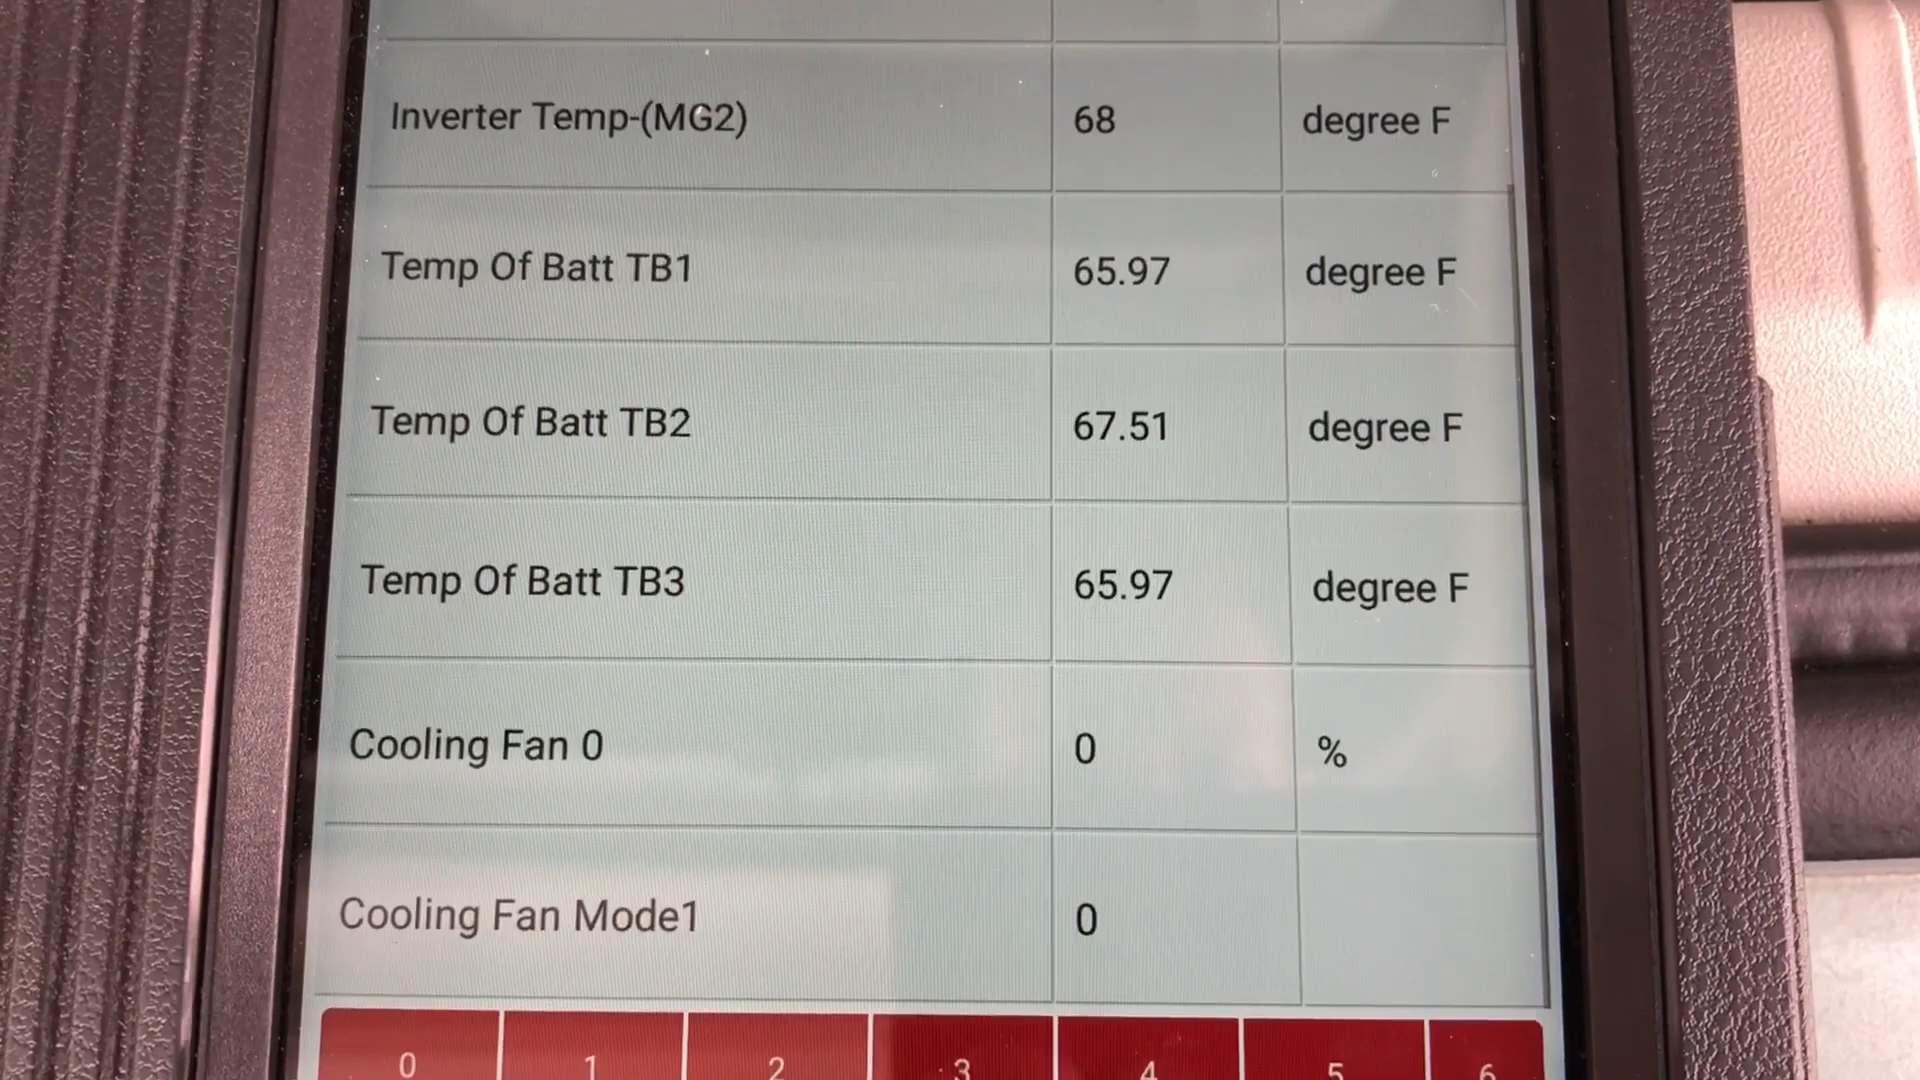 Inverter Temp-(MG2) 68 degree F
Temp Of Batt TB1 65.97 degree F
Temp Of Batt TB2 67.51 degree F
Temp Of Batt TB3 65.97 degree F
Cooling Fan 0 0 %
Cooling Fan Mode1 0
0 1 2 3 4 5 6